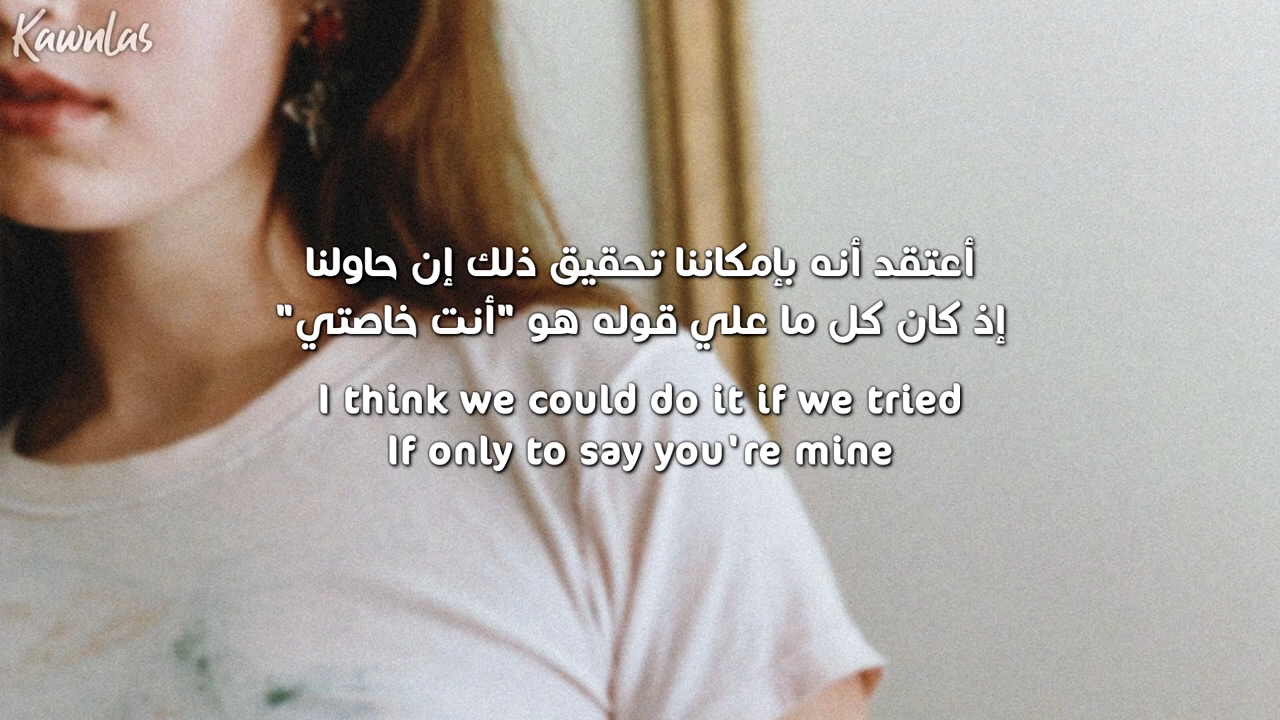 Kawnlas
أعتقد أنه بإمكاننا تحقيق ذلك إن حاولنا
إذ كان كل ما علي قوله هو "أنت خاصتي"
I think we could do it if we tried
If only to say you're mine